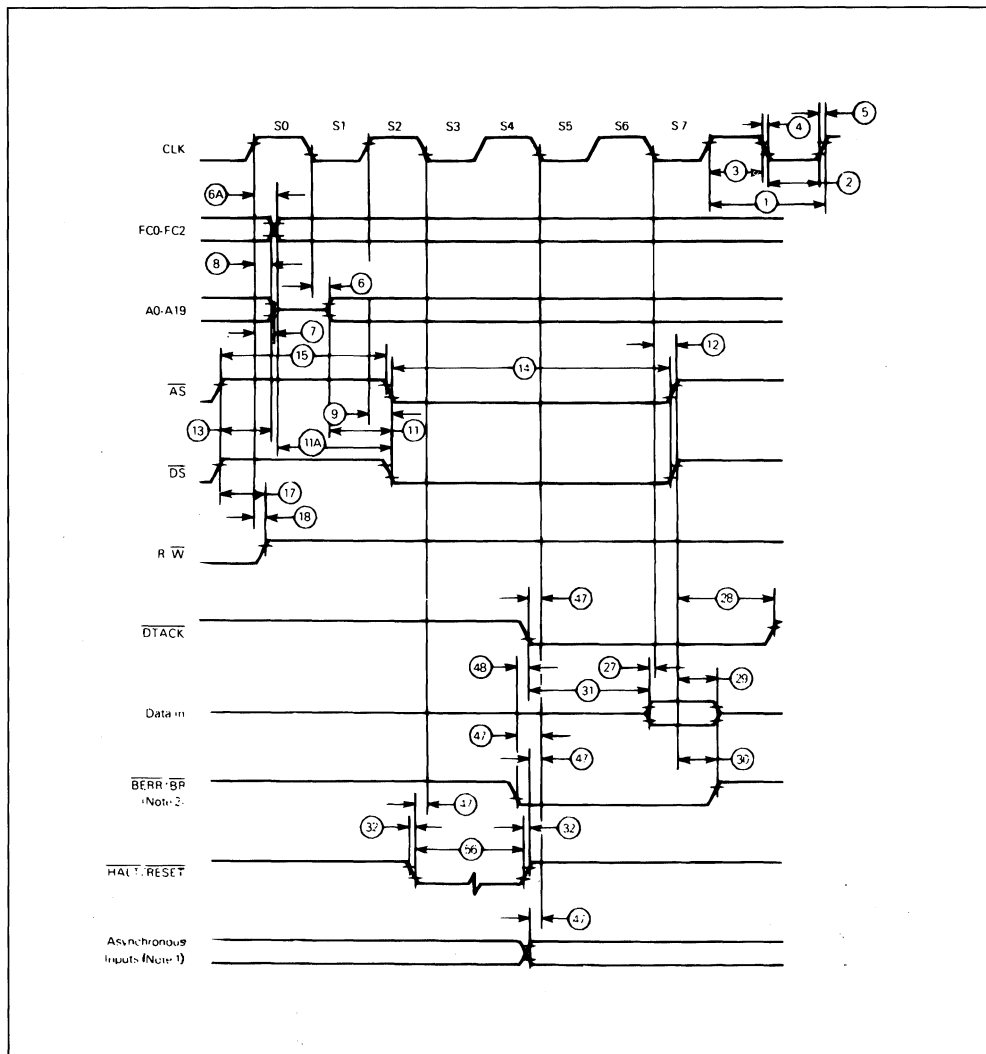 S0 S1 S2 S3 S4 S5 S6 S7
4 5
CLK
3 2
1
6A
FC0-FC2
8 6
A0-A19
7
15 12
14
AS
9
13 11A 11
DS
17
18
R W
47 28
DTACK
48 27 29
31
Data in
47
47 30
BERR BR
(Note 2)
47
32 56 32
HALT/RESET
47
Asynchronous
Inputs (Note 1)